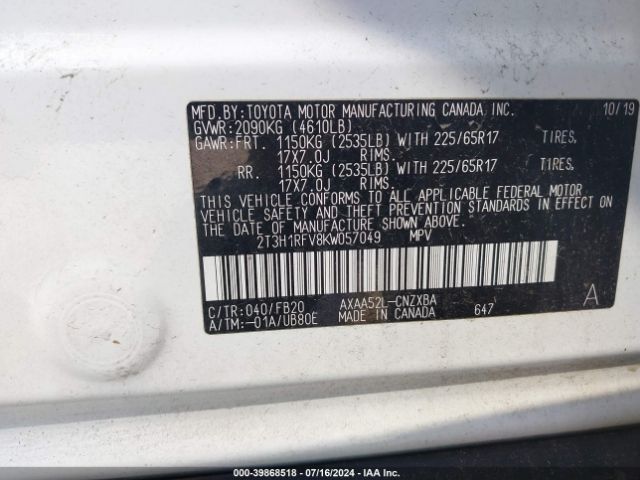 MFD. BY: TOYOTA MOTOR MANUFACTURING CANADA, INC. 10/19
GVWR: 2090KG (4610LB)
GAWR: FRT. 1150KG (2535LB) WITH 225/65R17 TIRES,
17X7.0J RIMS.
RR. 1150KG (2535LB) WITH 225/65R17 TIRES,
17X7.0J RIMS.
THIS VEHICLE CONFORMS TO ALL APPLICABLE FEDERAL MOTOR
VEHICLE SAFETY AND THEFT PREVENTION STANDARDS IN EFFECT ON
THE DATE OF MANUFACTURE SHOWN ABOVE.
2T3H1RFV8KW057049 MPV
C/TR: 040/FB20 AXAA52L-CNZXBA A
A/TM: -01A/UB80E MADE IN CANADA 647
000-39868518 - 07/16/2024 - IAA Inc.